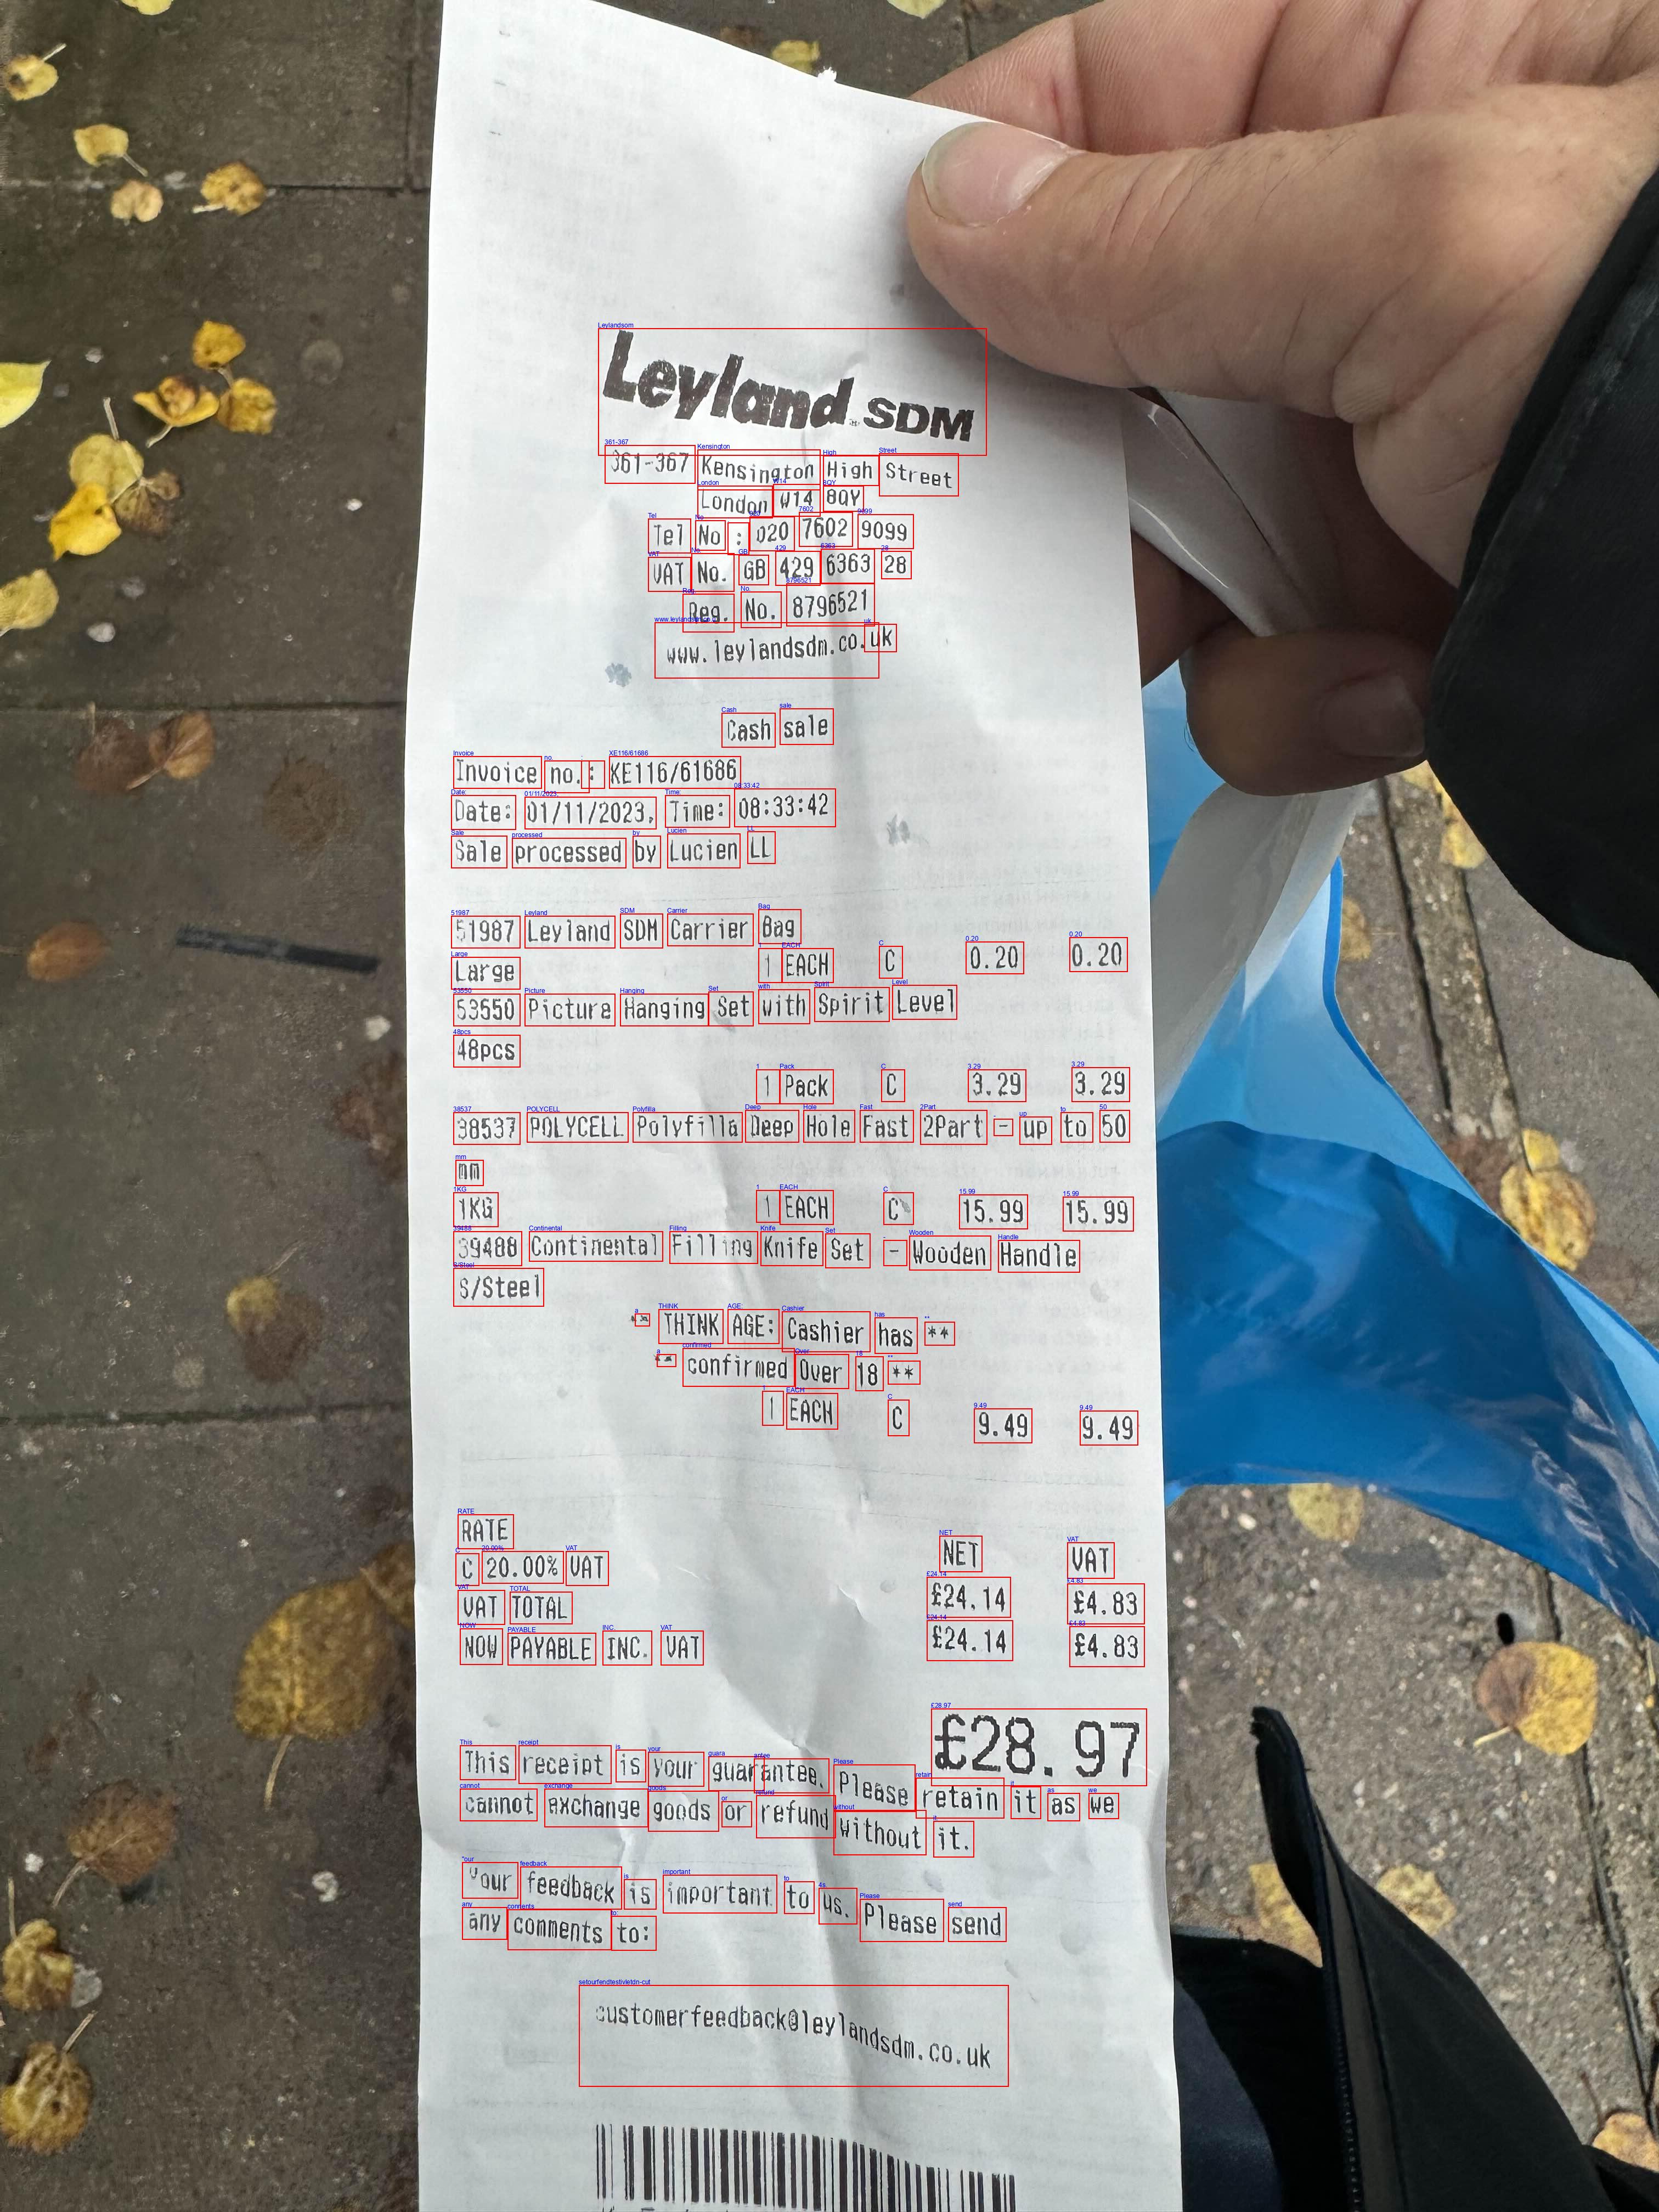 Leyland SDM
361-367 Kensington High Street
London W14 8QY
Tel No : 020 7602 9099
VAT No. GB 429 6363 28
Reg. No. 8796521
www.leylandsdm.co.uk
Cash sale
Invoice no.: XE116/61686
Date: 01/11/2023, Time: 08:33:42
Sale processed by Lucien LL
51987 Leyland SDM Carrier Bag
Large 1 EACH C 0.20 0.20
53550 Picture Hanging Set with Spirit Level
48pcs
1 Pack C 3.29 3.29
38537 POLYCELL Polyfilla Deep Hole Fast 2Part - up to 50
mm
1KG 1 EACH C 15.99 15.99
39488 Continental Filling Knife Set - Wooden Handle
S/Steel
** THINK AGE: Cashier has **
** confirmed Over 18 **
1 EACH C 9.49 9.49
RATE NET VAT
C 20.00% VAT £24.14 £4.83
VAT TOTAL £24.14 £4.83
NOW PAYABLE INC. VAT
£28.97
This receipt is your guarantee. Please retain it as we
cannot exchange goods or refund without it.
Your feedback is important to us. Please send
any comments to:
customerfeedback@leylandsdm.co.uk